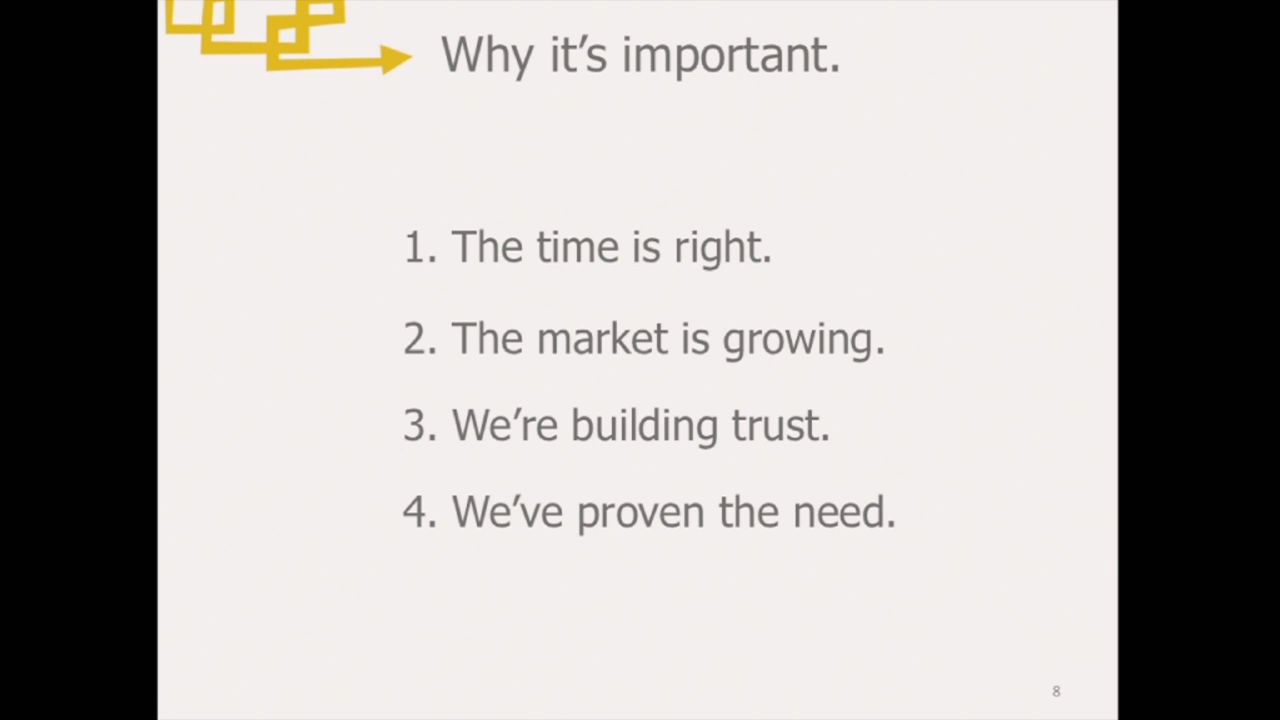 Why it’s important.
1. The time is right.
2. The market is growing.
3. We’re building trust.
4. We’ve proven the need.
8